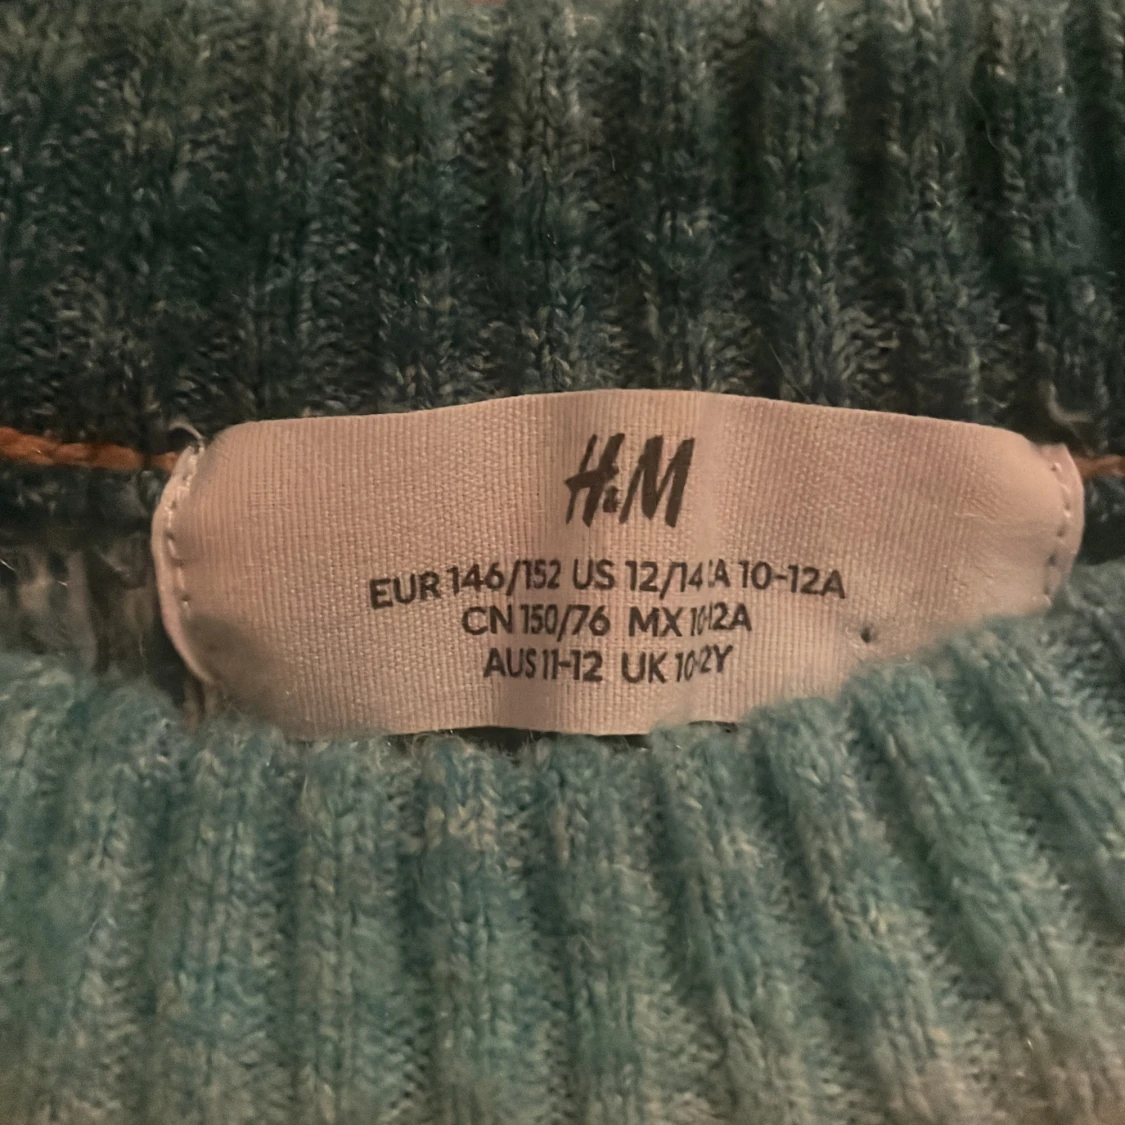 H&M
EUR 146/152 US 12/14 'A 10-12A
CN 150/76 MX 10-12A
AUS 11-12 UK 10-2Y